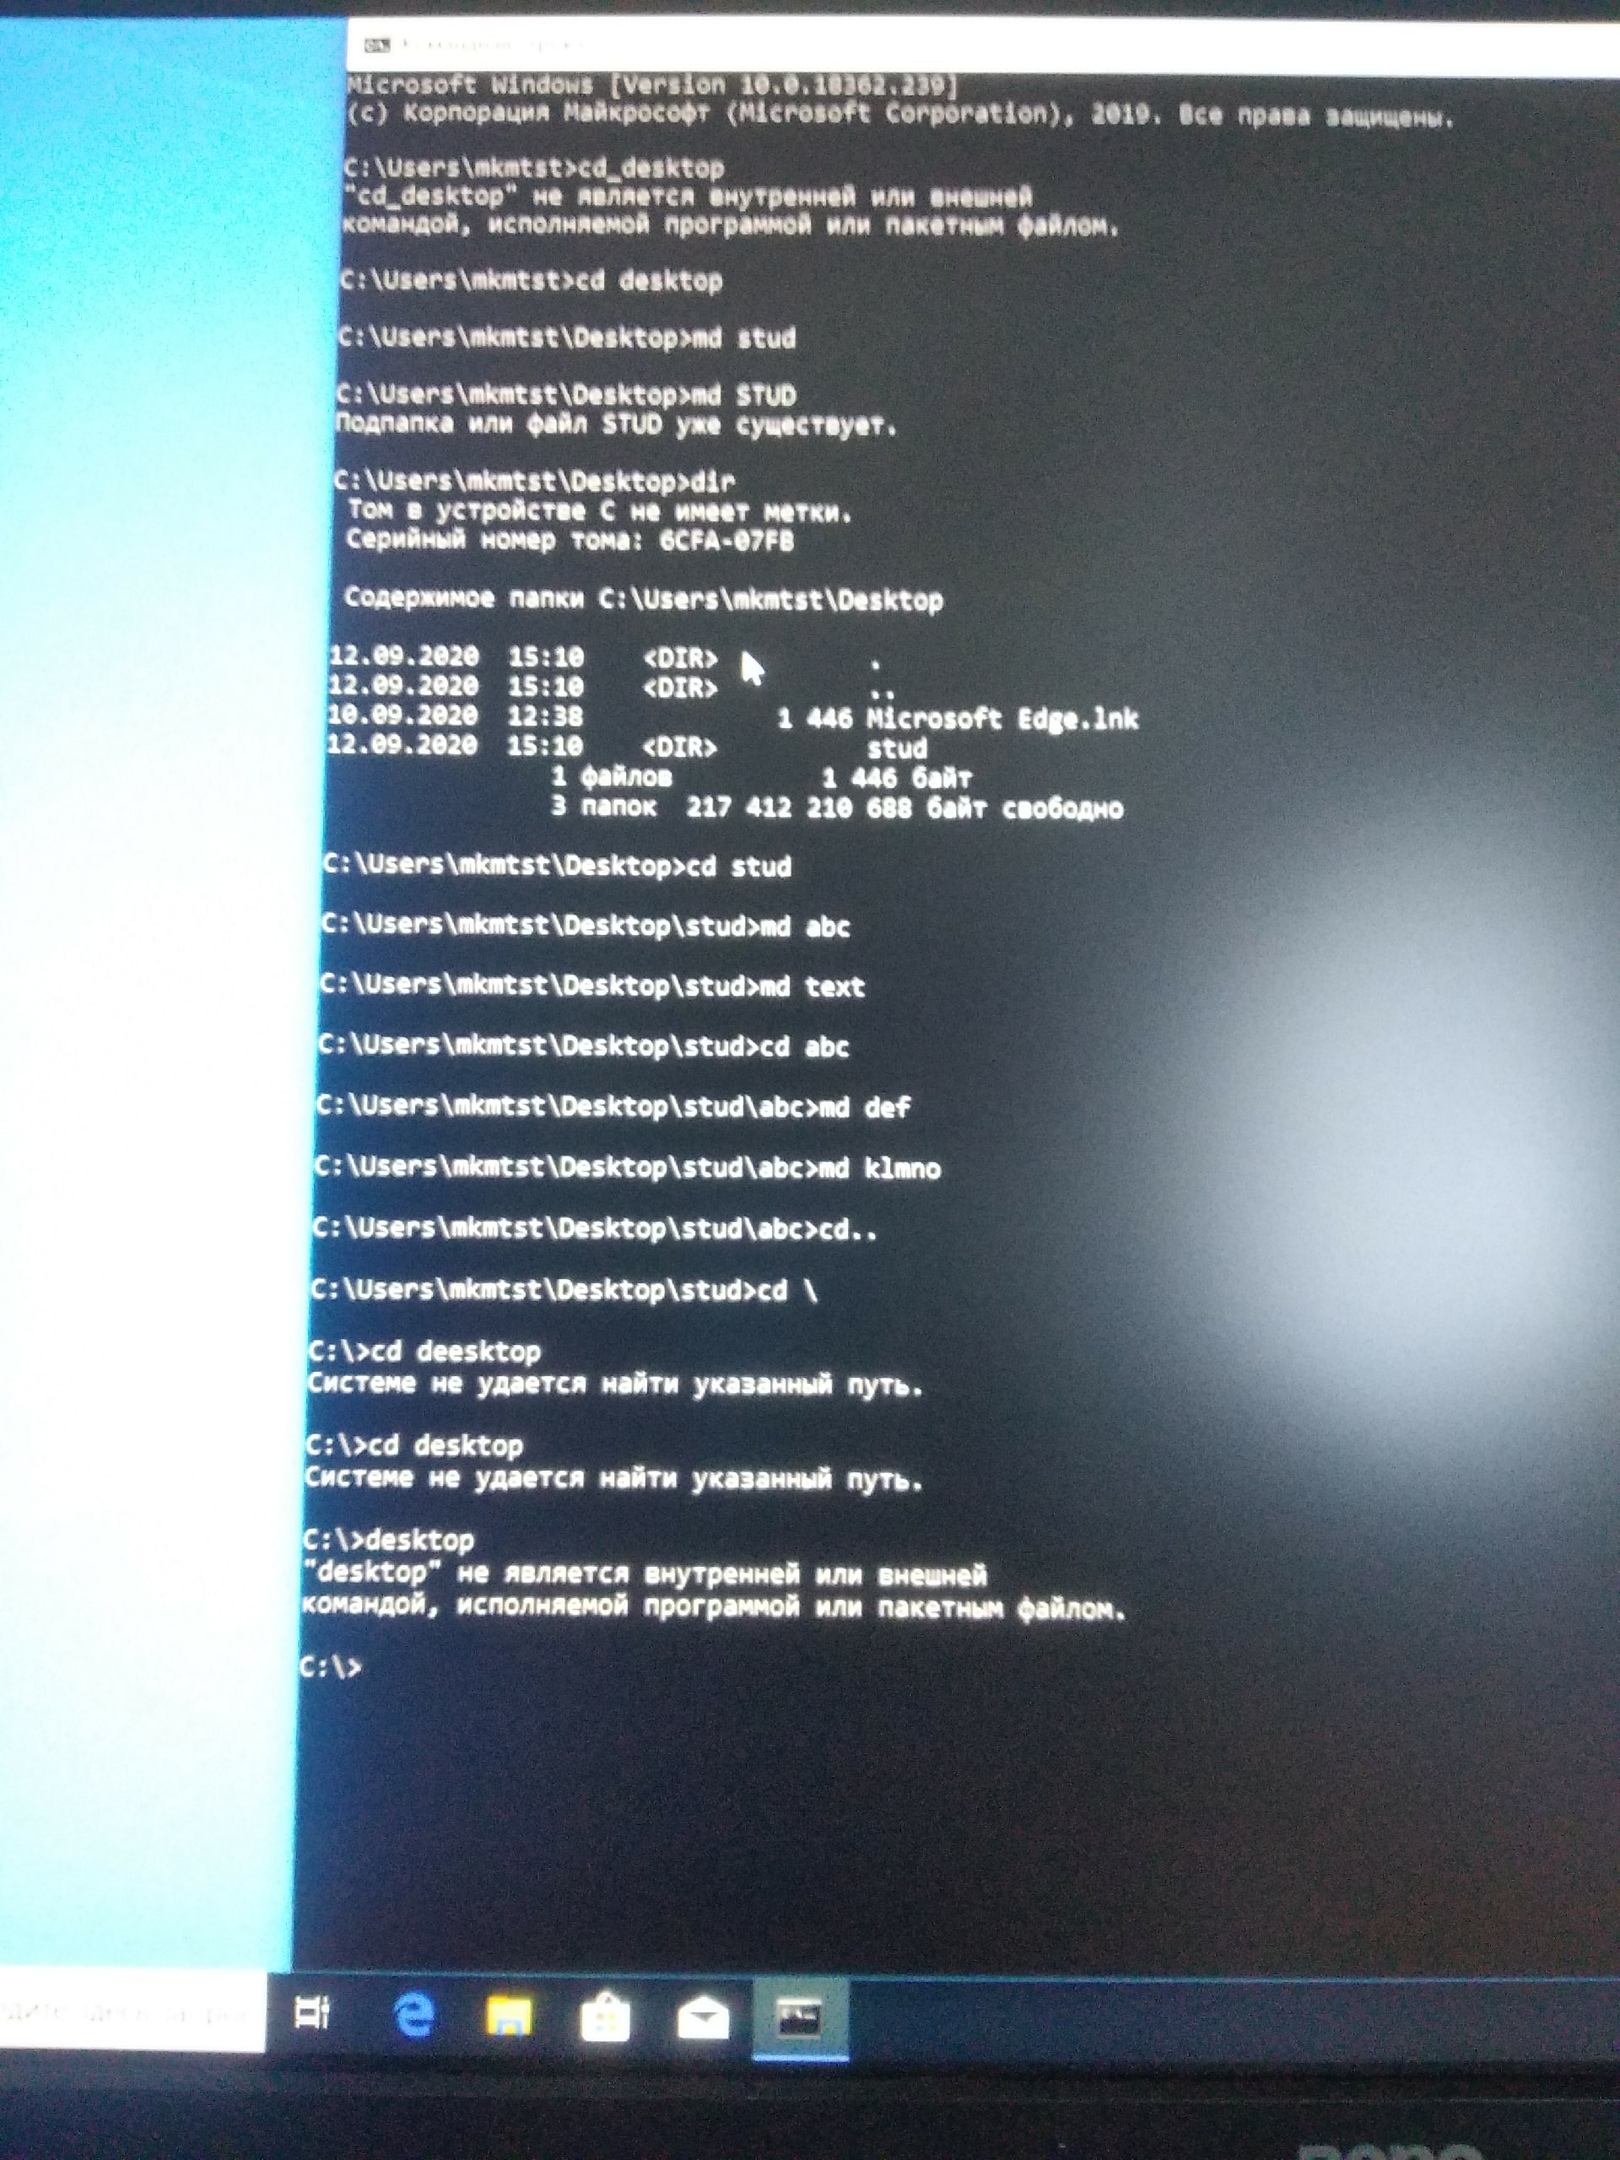 Microsoft Windows [Version 10.0.18362.239]
(c) Корпорация Майкрософт (Microsoft Corporation), 2019. Все права защищены.
C:\Users\mkmtst>cd_desktop
"cd_desktop" не является внутренней или внешней
командой, исполняемой программой или пакетным файлом.
C:\Users\mkmtst>cd desktop
C:\Users\mkmtst\Desktop>md stud
C:\Users\mkmtst\Desktop>md STUD
Подпапка или файл STUD уже существует.
C:\Users\mkmtst\Desktop>dir
Том в устройстве C не имеет метки.
Серийный номер тома: 6CFA-07FB
Содержимое папки C:\Users\mkmtst\Desktop
12.09.2020 15:10 <DIR> .
12.09.2020 15:10 <DIR> ..
10.09.2020 12:38 1 446 Microsoft Edge.lnk
12.09.2020 15:10 <DIR> stud
1 файлов 1 446 байт
3 папок 217 412 210 688 байт свободно
C:\Users\mkmtst\Desktop>cd stud
C:\Users\mkmtst\Desktop\stud>md abc
C:\Users\mkmtst\Desktop\stud>md text
C:\Users\mkmtst\Desktop\stud>cd abc
C:\Users\mkmtst\Desktop\stud\abc>md def
C:\Users\mkmtst\Desktop\stud\abc>md klmno
C:\Users\mkmtst\Desktop\stud\abc>cd..
C:\Users\mkmtst\Desktop\stud>cd \
C:\>cd deesktop
Системе не удается найти указанный путь.
C:\>cd desktop
Системе не удается найти указанный путь.
C:\>desktop
"desktop" не является внутренней или внешней
командой, исполняемой программой или пакетным файлом.
C:\>